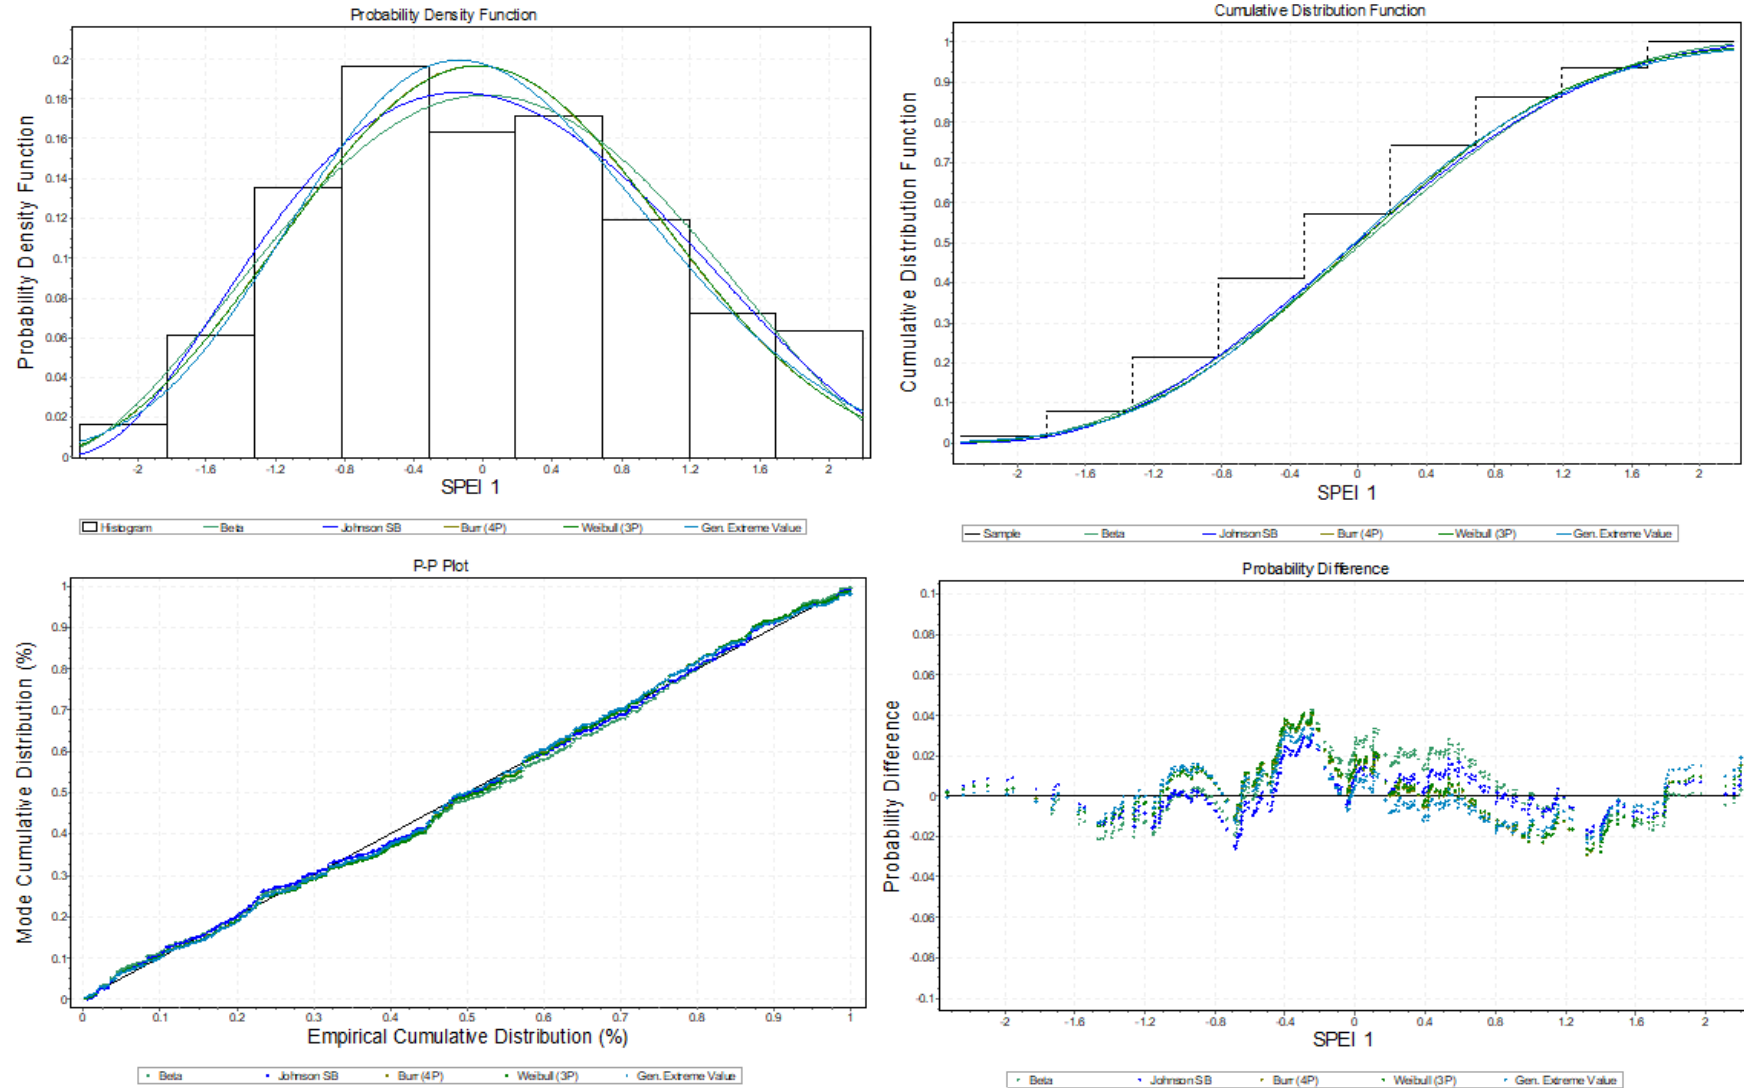 Probability Density Function
Probability Density Function
0.2
0.18
0.16
0.14
0.12
0.1
0.08
0.06
0.04
0.02
0
-2 -1.6 -1.2 -0.8 -0.4 0 0.4 0.8 1.2 1.6 2
SPEI 1
Histogram Beta Johnson SB Burr (4P) Weibull (3P) Gen. Extreme Value
Cumulative Distribution Function
Cumulative Distribution Function
1
0.9
0.8
0.7
0.6
0.5
0.4
0.3
0.2
0.1
0
-2 -1.6 -1.2 -0.8 -0.4 0 0.4 0.8 1.2 1.6 2
SPEI 1
Sample Beta Johnson SB Burr (4P) Weibull (3P) Gen. Extreme Value
P-P Plot
Mode Cumulative Distribution (%)
1
0.9
0.8
0.7
0.6
0.5
0.4
0.3
0.2
0.1
0
0 0.1 0.2 0.3 0.4 0.5 0.6 0.7 0.8 0.9 1
Empirical Cumulative Distribution (%)
Beta Johnson SB Burr (4P) Weibull (3P) Gen. Extreme Value
Probability Difference
Probability Difference
0.1
0.08
0.06
0.04
0.02
0
-0.02
-0.04
-0.06
-0.08
-0.1
-2 -1.6 -1.2 -0.8 -0.4 0 0.4 0.8 1.2 1.6 2
SPEI 1
Beta Johnson SB Burr (4P) Weibull (3P) Gen. Extreme Value